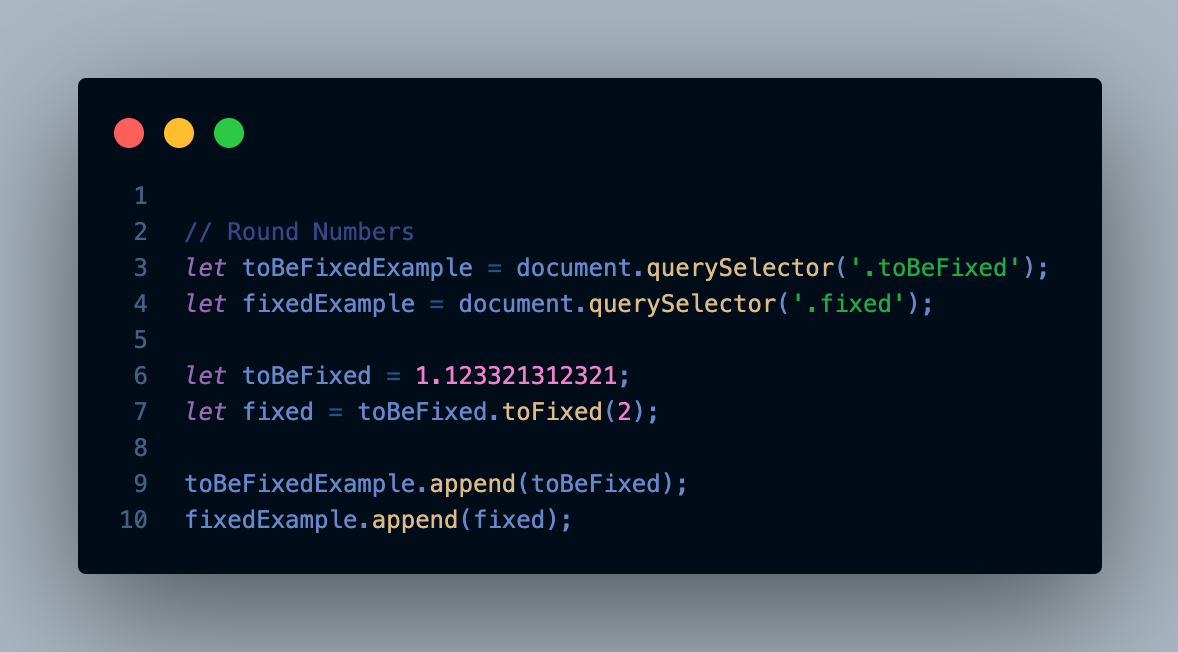 1
2 // Round Numbers
3 let toBeFixedExample = document.querySelector('.toBeFixed');
4 let fixedExample = document.querySelector('.fixed');
5
6 let toBeFixed = 1.123321312321;
7 let fixed = toBeFixed.toFixed(2);
8
9 toBeFixedExample.append(toBeFixed);
10 fixedExample.append(fixed);